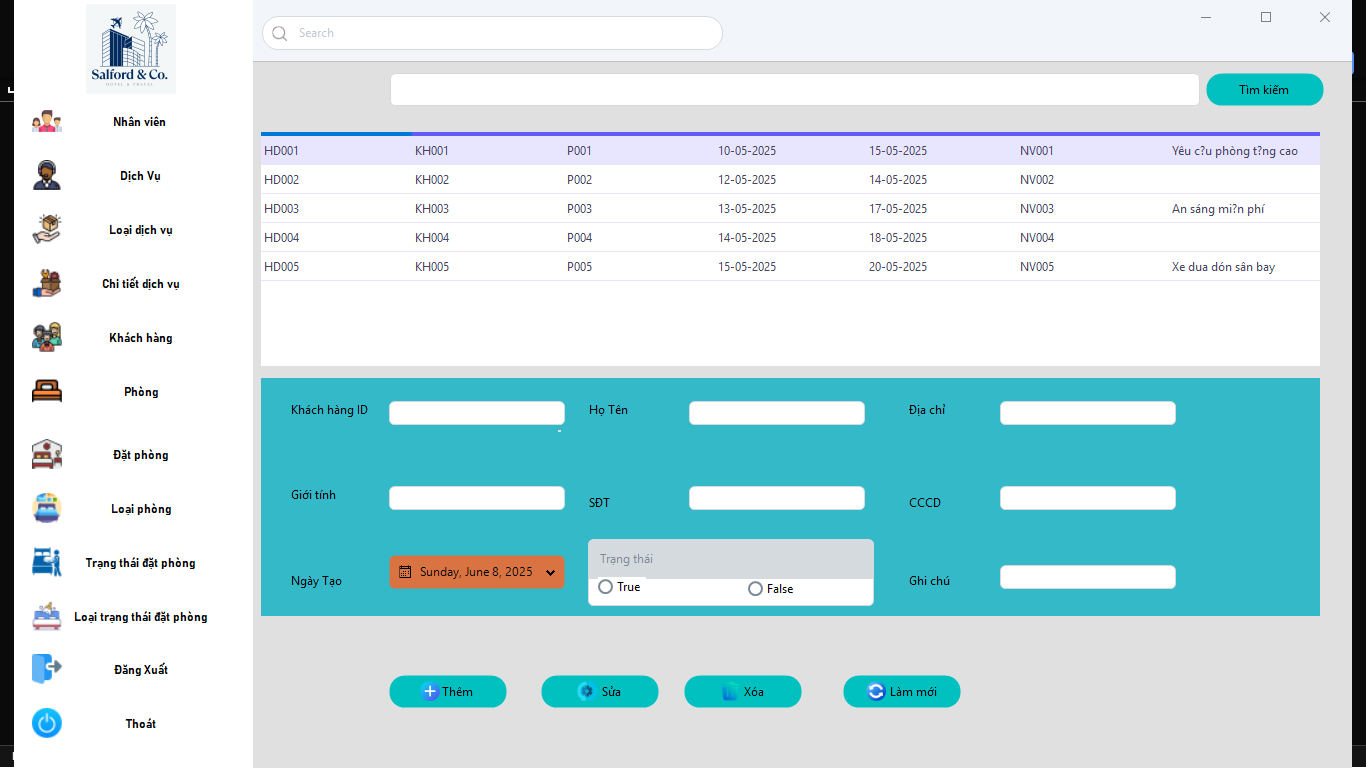 Salford & Co.
HOTEL & TRAVEL
Search
Tìm kiếm
Nhân viên
Dịch Vụ
Loại dịch vụ
Chi tiết dịch vụ
Khách hàng
Phòng
Đặt phòng
Loại phòng
Trạng thái đặt phòng
Loại trạng thái đặt phòng
Đăng Xuất
Thoát
HD001 KH001 P001 10-05-2025 15-05-2025 NV001 Yêu c?u phòng t?ng cao
HD002 KH002 P002 12-05-2025 14-05-2025 NV002
HD003 KH003 P003 13-05-2025 17-05-2025 NV003 An sáng mi?n phí
HD004 KH004 P004 14-05-2025 18-05-2025 NV004
HD005 KH005 P005 15-05-2025 20-05-2025 NV005 Xe dua dón sân bay
Khách hàng ID Họ Tên Địa chỉ
Giới tính SĐT CCCD
Trạng thái
Ngày Tạo Sunday, June 8, 2025 True False Ghi chú
Thêm Sửa Xóa Làm mới